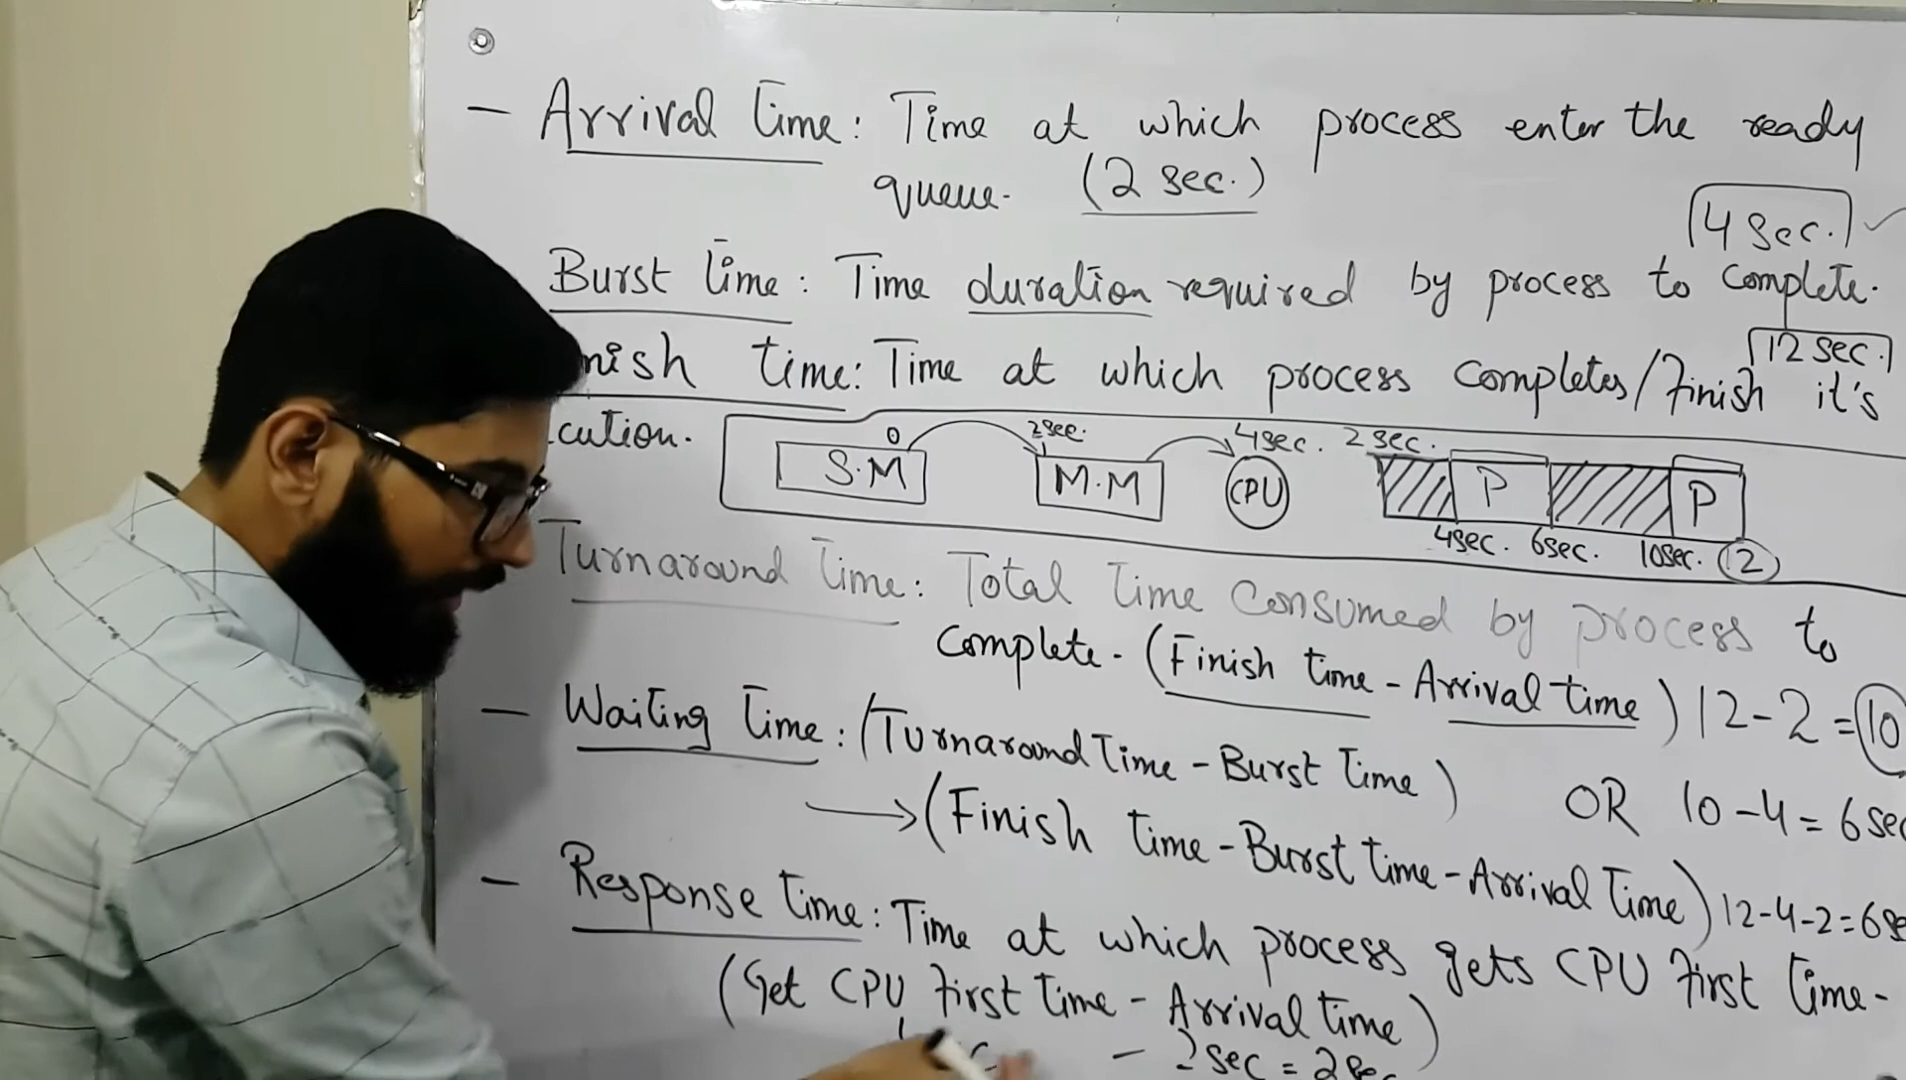 - Arrival time: Time at which process enter the ready
queue. (2 sec.)
4 sec.
Burst time: Time duration required by process to complete.
12 sec.
nish time: Time at which process completes/finish it's
cution.
0 2sec. 4sec. 2sec.
S.M M.M CPU P P
4sec. 6sec. 10sec. 12
Turnaround time: Total time consumed by process to
complete. (Finish time - Arrival time) 12-2=10
- Waiting time: (Turnaround Time - Burst time) OR 10-4=6sec
→ (Finish time - Burst time - Arrival time) 12-4-2=6se
- Response time: Time at which process gets CPU first time.
(Get CPU first time - Arrival time)
- 2sec = 2sec